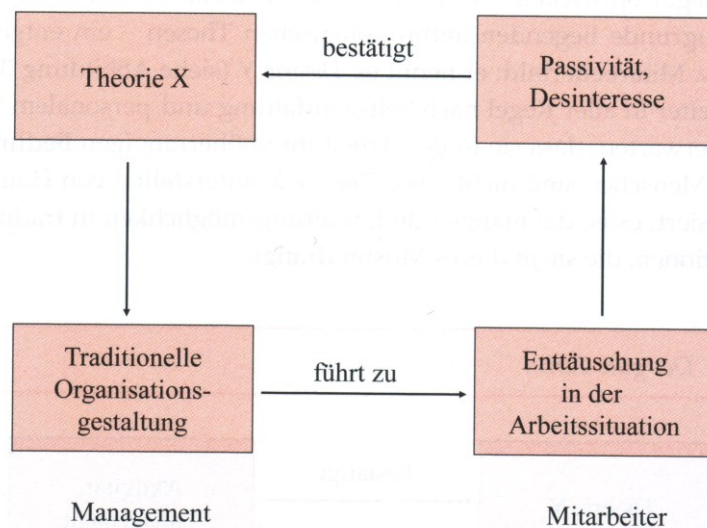 bestätigt
Theorie X
Passivität,
Desinteresse
Traditionelle
Organisations-
gestaltung
führt zu
Enttäuschung
in der
Arbeitssituation
Management
Mitarbeiter